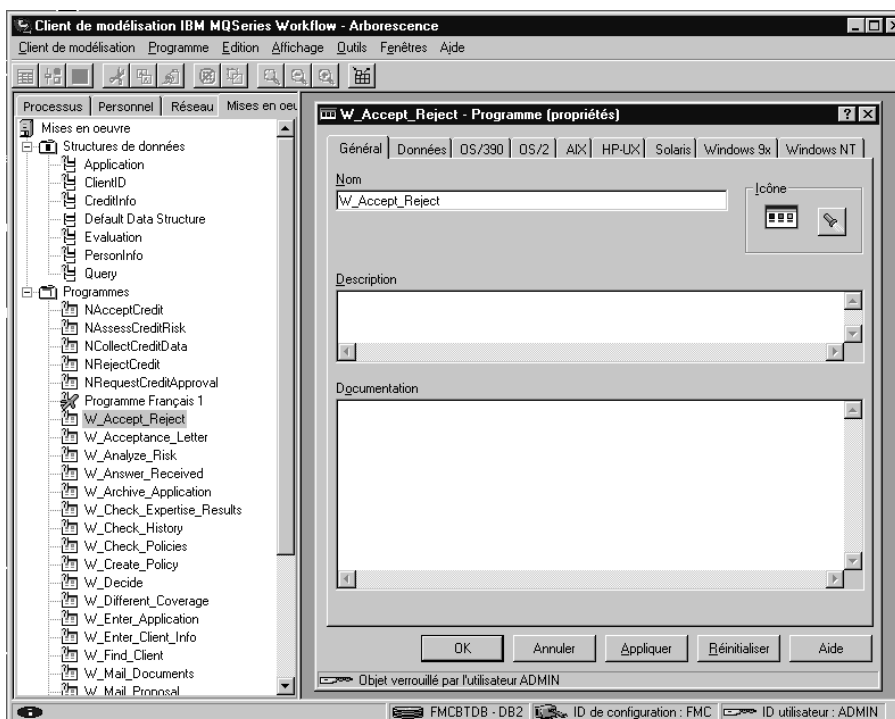 Client de modélisation IBM MQSeries Workflow - Arborescence
Client de modélisation Programme Edition Affichage Outils Fenêtres Aide
Processus Personnel Réseau Mises en oeu
Mises en oeuvre
Structures de données
Application
ClientID
CreditInfo
Default Data Structure
Evaluation
PersonInfo
Query
Programmes
NAcceptCredit
NAssessCreditRisk
NCollectCreditData
NRejectCredit
NRequestCreditApproval
Programme Français 1
W_Accept_Reject
W_Acceptance_Letter
W_Analyze_Risk
W_Answer_Received
W_Archive_Application
W_Check_Expertise_Results
W_Check_History
W_Check_Policies
W_Create_Policy
W_Decide
W_Different_Coverage
W_Enter_Application
W_Enter_Client_Info
W_Find_Client
W_Mail_Documents
W_Mail_Proposal
W_Accept_Reject - Programme (propriétés)
Général Données OS/390 OS/2 AIX HP-UX Solaris Windows 9x Windows NT
Nom
W_Accept_Reject
Icône
Description
Documentation
OK Annuler Appliquer Réinitialiser Aide
Objet verrouillé par l'utilisateur ADMIN
FMCBTDB - DB2 ID de configuration : FMC ID utilisateur : ADMIN